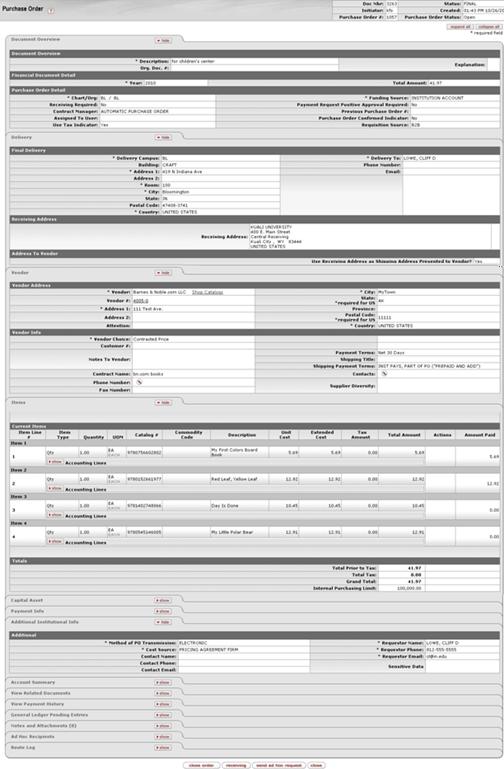 Purchase Order
Doc Nbr: 3263 Status: FINAL
Initiator: kfs Created: 01:43 PM 10/26/20
Purchase Order #: 1057 Purchase Order Status: Open
expand all collapse all
* required field
Document Overview hide
Document Overview
* Description: for children's center Explanation:
Org. Doc. #:
Financial Document Detail
* Year: 2010 Total Amount: 41.97
Purchase Order Detail
* Chart/Org: BL / BL * Funding Source: INSTITUTION ACCOUNT
Receiving Required: No Payment Request Positive Approval Required: No
Contract Manager: AUTOMATIC PURCHASE ORDER Previous Purchase Order #:
Assigned To User: Purchase Order Confirmed Indicator: No
Use Tax Indicator: Yes Requisition Source: B2B
Delivery hide
Final Delivery
* Delivery Campus: BL * Delivery To: LOWE, CLIFF D
Building: CRAFT Phone Number:
* Address 1: 419 N Indiana Ave Email:
Address 2:
* Room: 100
* City: Bloomington
State: IN
Postal Code: 47408-3741
* Country: UNITED STATES
Receiving Address
Receiving Address: KUALI UNIVERSITY
400 E. Main Street
Central Receiving
Kuali City , WY
UNITED STATES
Address To Vendor
Use Receiving Address as Shipping Address Presented to Vendor? Yes
Vendor hide
Vendor Address
* Vendor: Barnes & Noble.com LLC Shop Catalogs * City: MyTown
Vendor #: 4005-0 State: *required for US AK
* Address 1: 111 Test Ave. Province:
Address 2: Postal Code: *required for US 11111
Attention: * Country: UNITED STATES
Vendor Info
* Vendor Choice: Contracted Price
Customer #: Payment Terms: Net 30 Days
Notes To Vendor: Shipping Title:
Shipping Payment Terms: INST PAYS, PART OF PO ("PREPAID AND ADD")
Contract Name: bn.com books Contacts:
Phone Number: Supplier Diversity:
Fax Number:
Items hide
Current Items
Item Line # Item Type Quantity UOM Catalog # Commodity Code Description Unit Cost Extended Cost Tax Amount Total Amount Actions Amount Paid
Item 1
1 Qty 1.00 EA EACH 9780756602802 My First Colors Board Book 5.69 5.69 0.00 5.69 5.69
show Accounting Lines
Item 2
2 Qty 1.00 EA EACH 9780152661977 Red Leaf, Yellow Leaf 12.92 12.92 0.00 12.92 12.92
show Accounting Lines
Item 3
3 Qty 1.00 EA EACH 9781402748066 Day Is Done 10.45 10.45 0.00 10.45 0.00
show Accounting Lines
Item 4
4 Qty 1.00 EA EACH 9780545146005 My Little Polar Bear 12.91 12.91 0.00 12.91 0.00
show Accounting Lines
Totals
Total Prior to Tax: 41.97
Total Tax: 0.00
Grand Total: 41.97
Internal Purchasing Limit: 100,000.00
Capital Asset show
Payment Info show
Additional Institutional Info hide
Additional
* Method of PO Transmission: ELECTRONIC * Requestor Name: LOWE, CLIFF D
* Cost Source: PRICING AGREEMENT FIRM * Requestor Phone: 812-555-5555
Contact Name: * Requestor Email:
Contact Phone: Sensitive Data
Contact Email:
Account Summary show
View Related Documents show
View Payment History show
General Ledger Pending Entries show
Notes and Attachments (0) show
Ad Hoc Recipients show
Route Log show
close order receiving send ad hoc request close